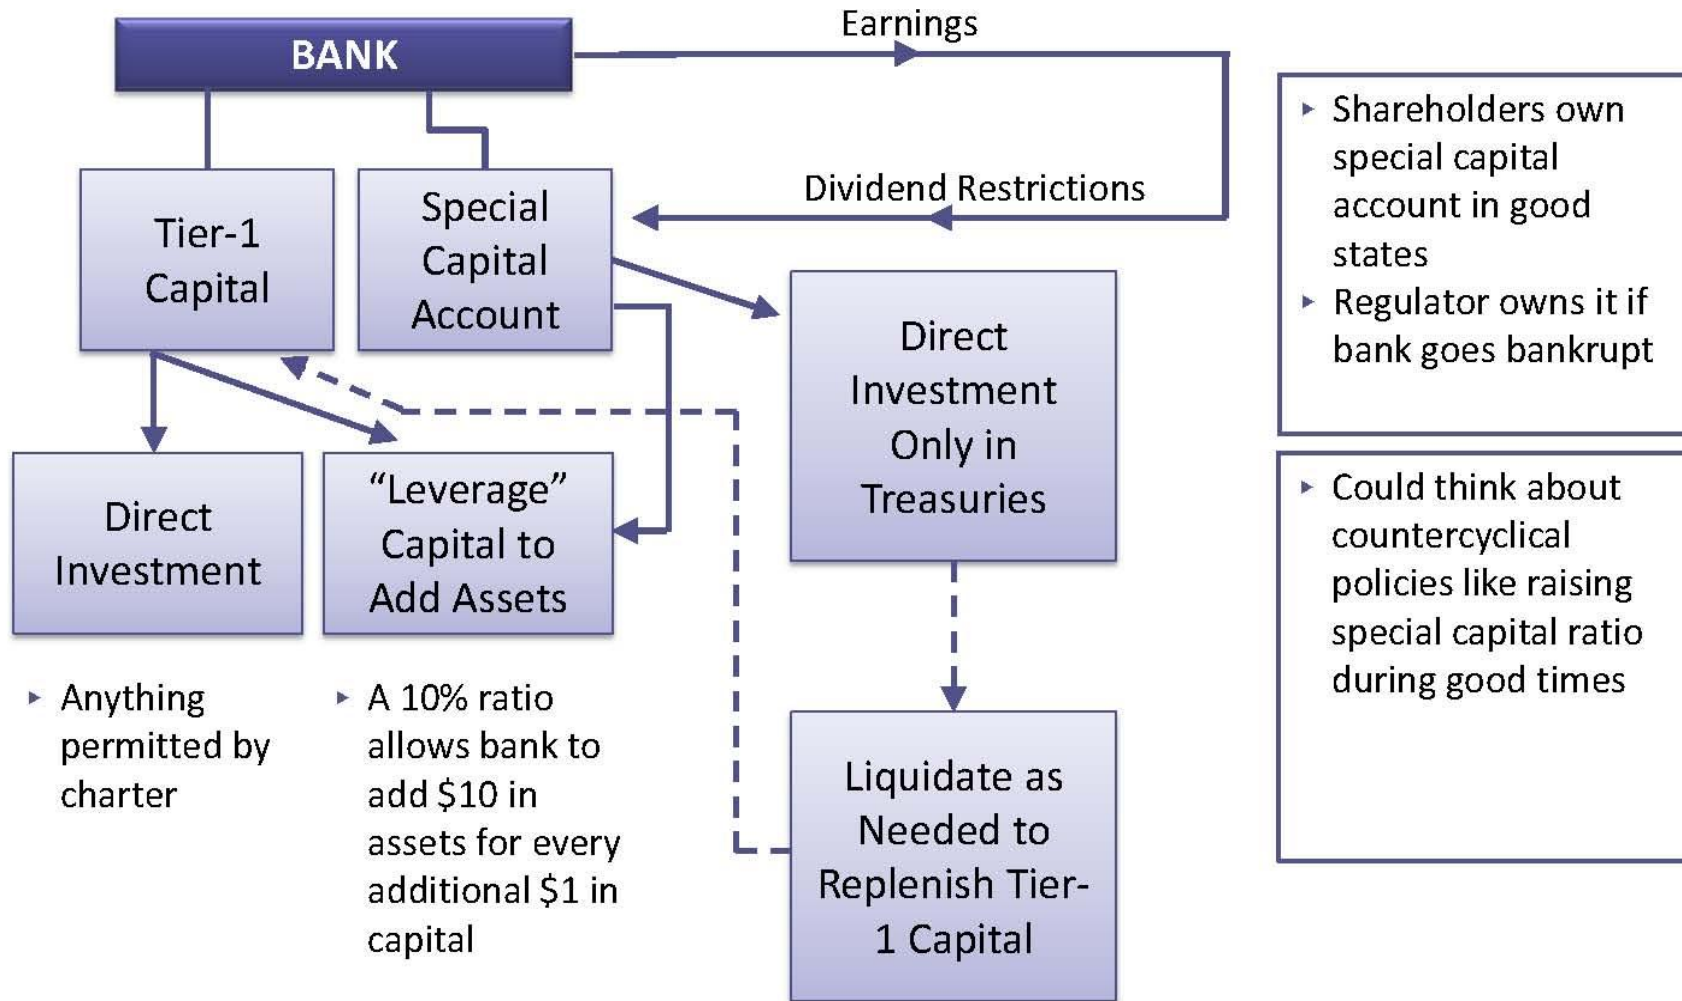 BANK
Earnings
Dividend Restrictions
Tier-1
Capital
Special
Capital
Account
Direct
Investment
Only in
Treasuries
Direct
Investment
“Leverage”
Capital to
Add Assets
Liquidate as
Needed to
Replenish Tier-
1 Capital
▸ Anything
permitted by
charter
▸ A 10% ratio
allows bank to
add $10 in
assets for every
additional $1 in
capital
▸ Shareholders own
special capital
account in good
states
▸ Regulator owns it if
bank goes bankrupt
▸ Could think about
countercyclical
policies like raising
special capital ratio
during good times